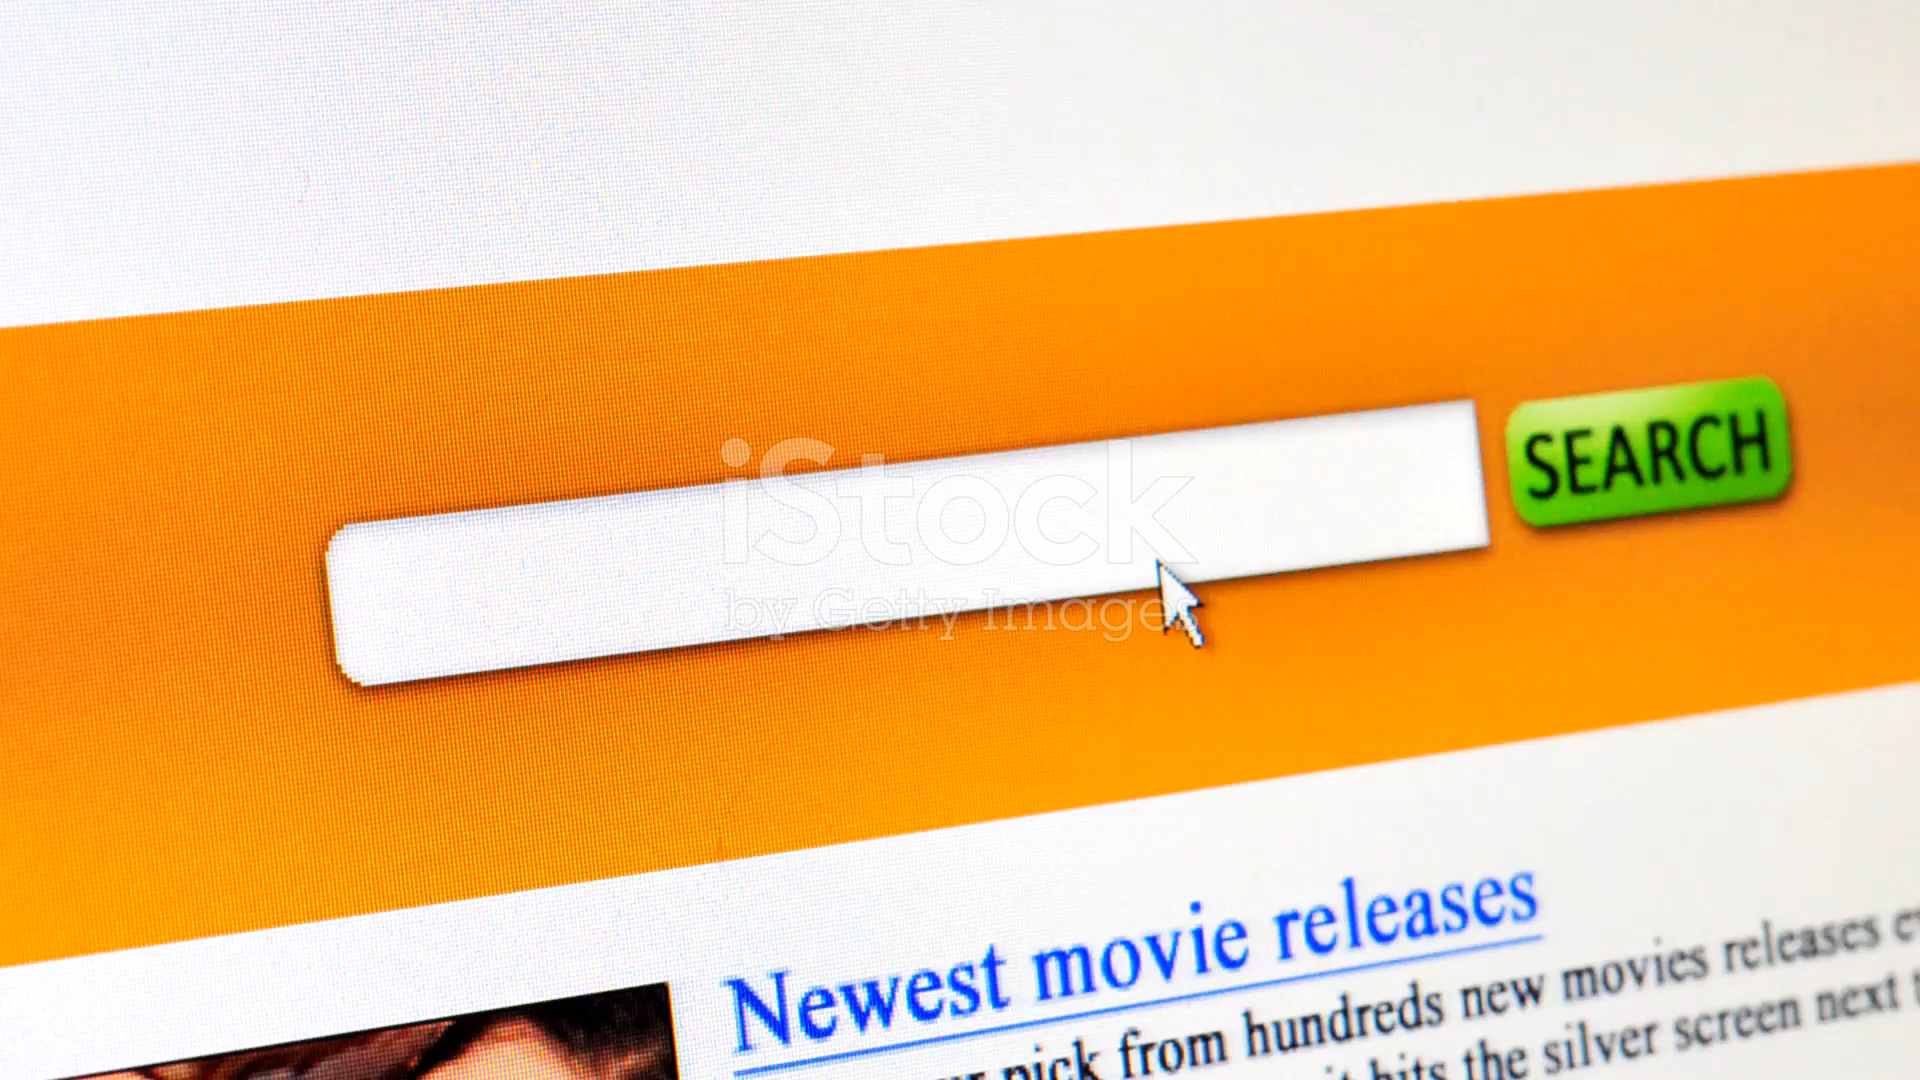 SEARCH
iStock
by Getty Images
Newest movie releases
pick from hundreds new movies releases
hits the silver screen next